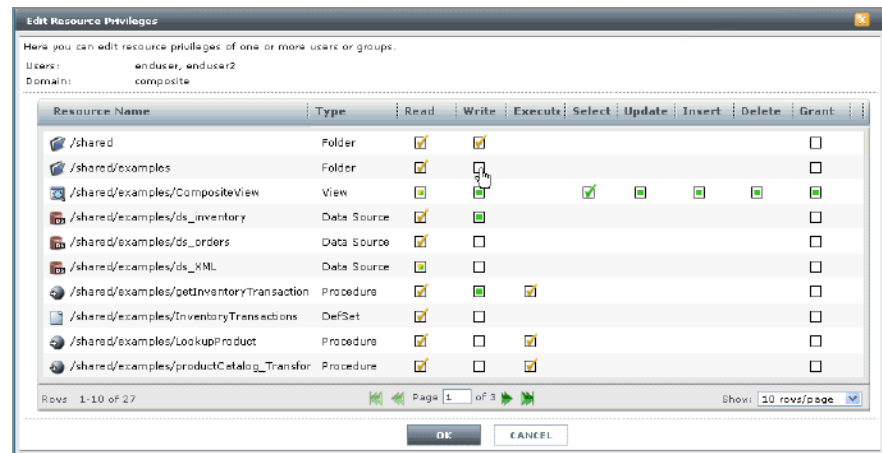 Edit Resource Privileges
Here you can edit resource privileges of one or more users or groups.
Users: enduser, enduser2
Domain: composite
Resource Name Type Read Write Execute Select Update Insert Delete Grant
/shared Folder
/shared/examples Folder
/shared/examples/CompositeView View
/shared/examples/ds_inventory Data Source
/shared/examples/ds_orders Data Source
/shared/examples/ds_XML Data Source
/shared/examples/getInventoryTransaction Procedure
/shared/examples/InventoryTransactions DefSet
/shared/examples/LookupProduct Procedure
/shared/examples/productCatalog_Transfor Procedure
Rows 1-10 of 27 Page 1 of 3 Show: 10 rows/page
OK CANCEL